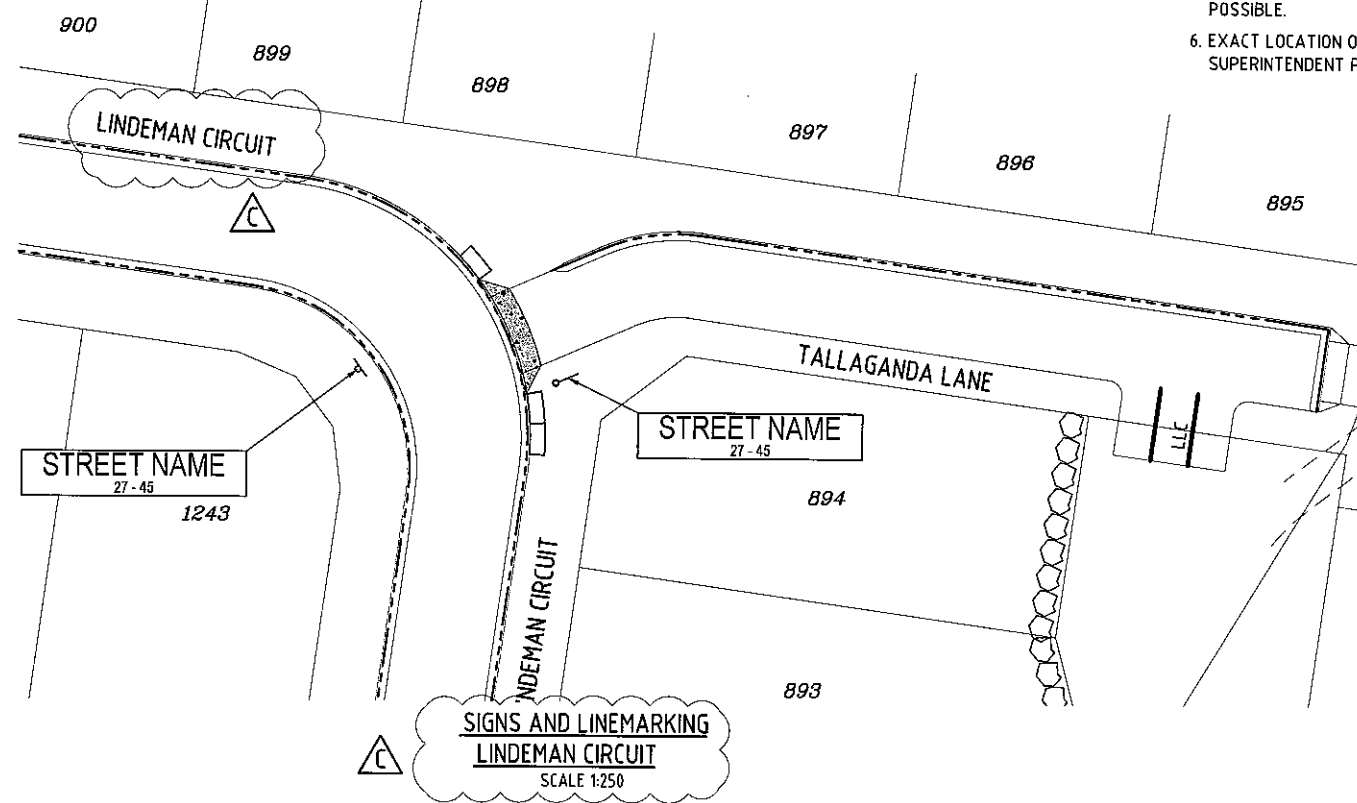 POSSIBLE.
6. EXACT LOCATION O
SUPERINTENDENT P
900
899
898
897
896
895
LINDEMAN CIRCUIT
C
TALLAGANDA LANE
LLC
STREET NAME
27-45
STREET NAME
27-45
1243
894
NDEMAN CIRCUIT
893
C
SIGNS AND LINEMARKING
LINDEMAN CIRCUIT
SCALE 1:250